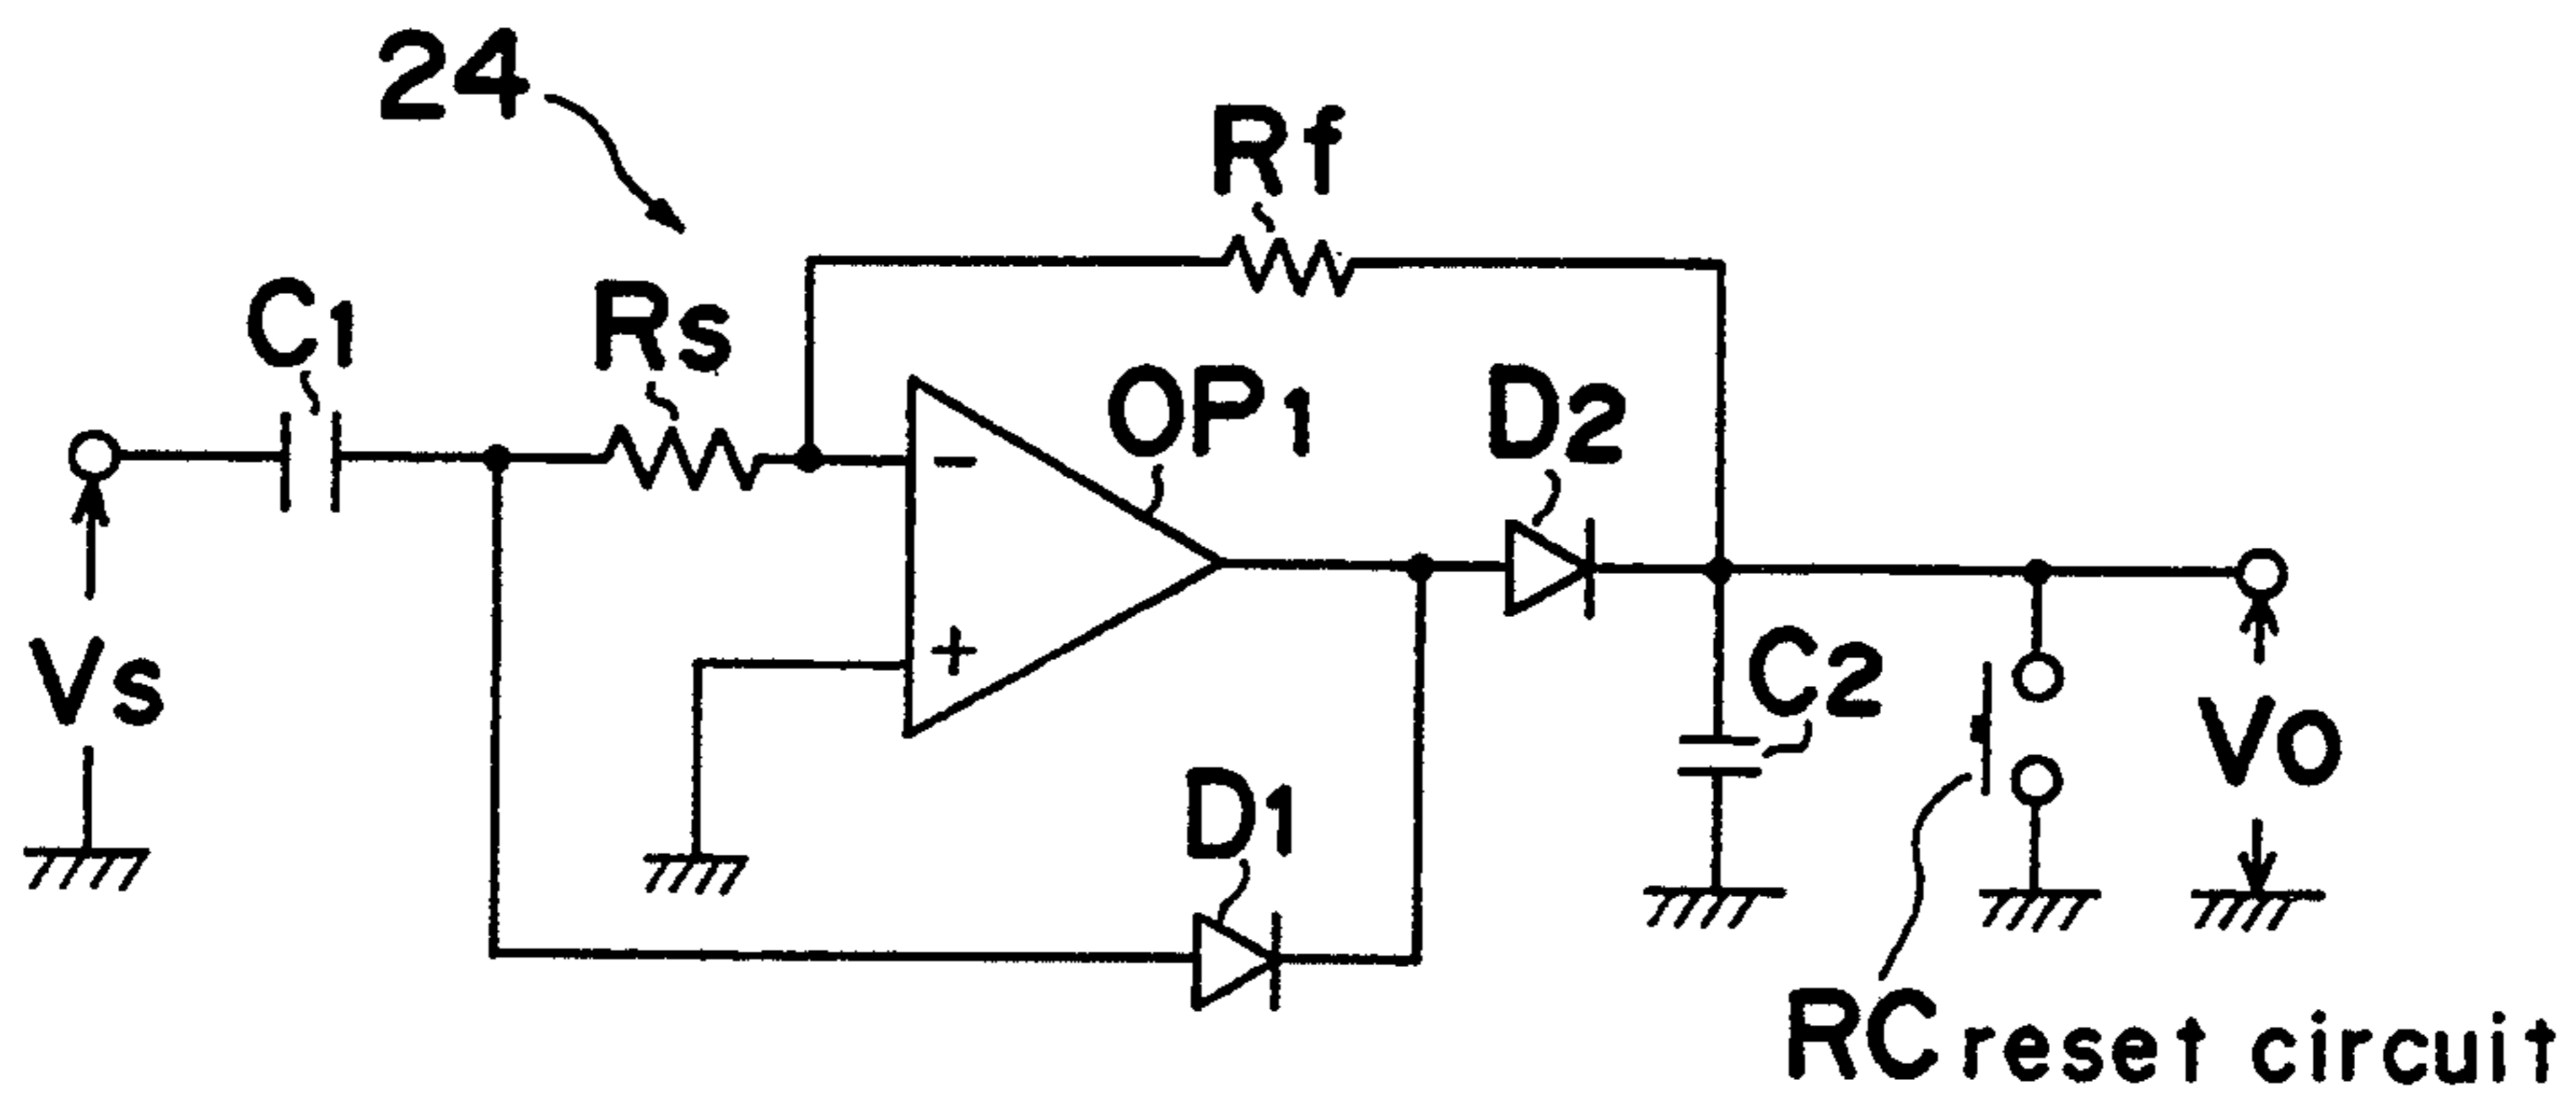 24
Rf
C1
Rs
OP1
D2
−
+
Vs
C2
Vo
D1
RC reset circuit